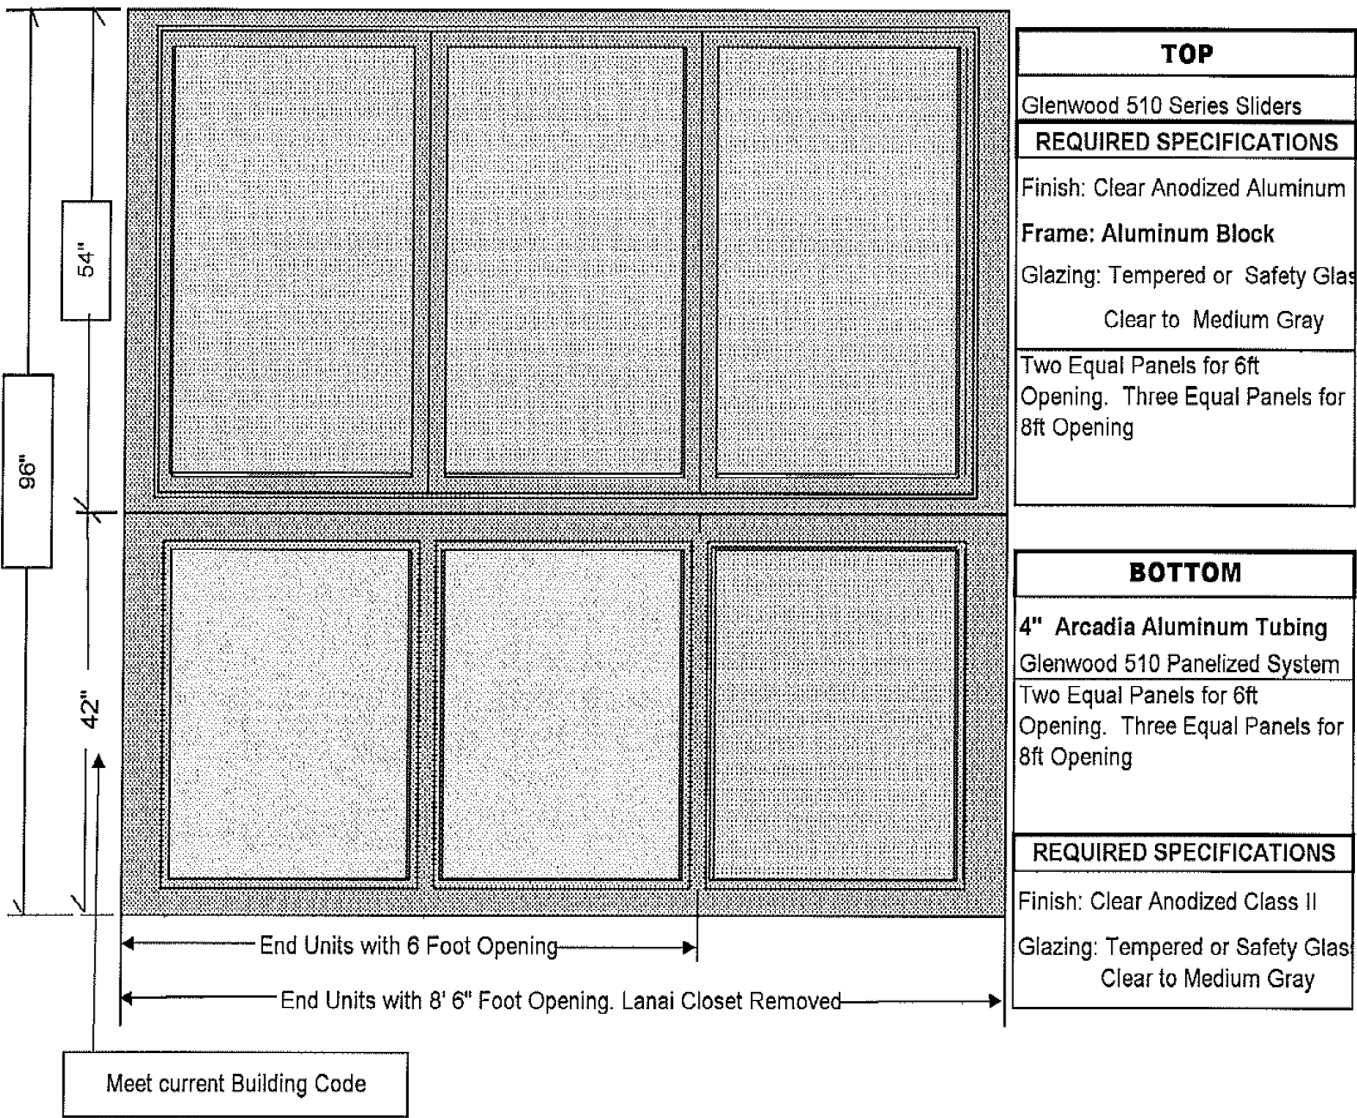 96"
54"
42"
TOP
Glenwood 510 Series Sliders
REQUIRED SPECIFICATIONS
Finish: Clear Anodized Aluminum
Frame: Aluminum Block
Glazing: Tempered or Safety Glas
Clear to Medium Gray
Two Equal Panels for 6ft
Opening. Three Equal Panels for
8ft Opening
BOTTOM
4" Arcadia Aluminum Tubing
Glenwood 510 Panelized System
Two Equal Panels for 6ft
Opening. Three Equal Panels for
8ft Opening
REQUIRED SPECIFICATIONS
Finish: Clear Anodized Class II
Glazing: Tempered or Safety Glas
Clear to Medium Gray
End Units with 6 Foot Opening
End Units with 8' 6" Foot Opening. Lanai Closet Removed
Meet current Building Code